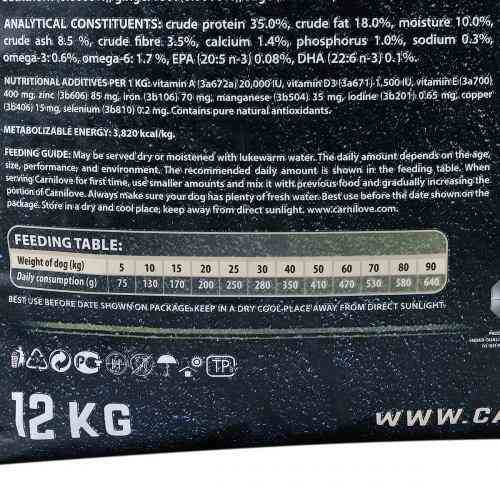 ANALYTICAL CONSTITUENTS: crude protein 35.0%, crude fat 18.0%, moisture 10.0%,
crude ash 8.5 %, crude fibre 3.5%, calcium 1.4%, phosphorus 1.0%, sodium 0.3%,
omega-3: 0.6%, omega-6: 1.7 %, EPA (20:5 n-3) 0.08%, DHA (22:6 n-3) 0.1%.
NUTRITIONAL ADDITIVES PER 1 KG: vitamin A (3a672a) 20,000 IU, vitamin D3 (3a671) 1,500 IU, vitamin E (3a700)
400 mg, zinc (3b606) 85 mg, iron (3b106) 70 mg, manganese (3b504) 35 mg, iodine (3b201) 0.65 mg, copper
(3b406) 15 mg, selenium (3b810) 0.2 mg. Contains pure natural antioxidants.
METABOLIZABLE ENERGY: 3,820 kcal/kg.
FEEDING GUIDE: May be served dry or moistened with lukewarm water. The daily amount depends on the age,
size, performance, and environment. The recommended daily amount is shown in the feeding table. When
serving Carnilove for first time, use smaller amounts and mix it with previous food and gradually increasing the
portion of Carnilove. Always make sure your dog has plenty of fresh water. Best use before the date shown on the
package. Store in a dry and cool place; keep away from direct sunlight. www.carnilove.com
FEEDING TABLE:
Weight of dog (kg) 5 10 15 20 25 30 40 50 60 70 80 90
Daily consumption (g) 75 130 170 200 250 280 350 410 470 530 580 640
BEST USE BEFORE DATE SHOWN ON PACKAGE. KEEP IN A DRY COOL PLACE AWAY FROM DIRECT SUNLIGHT.
TP
12 KG
WWW.CA